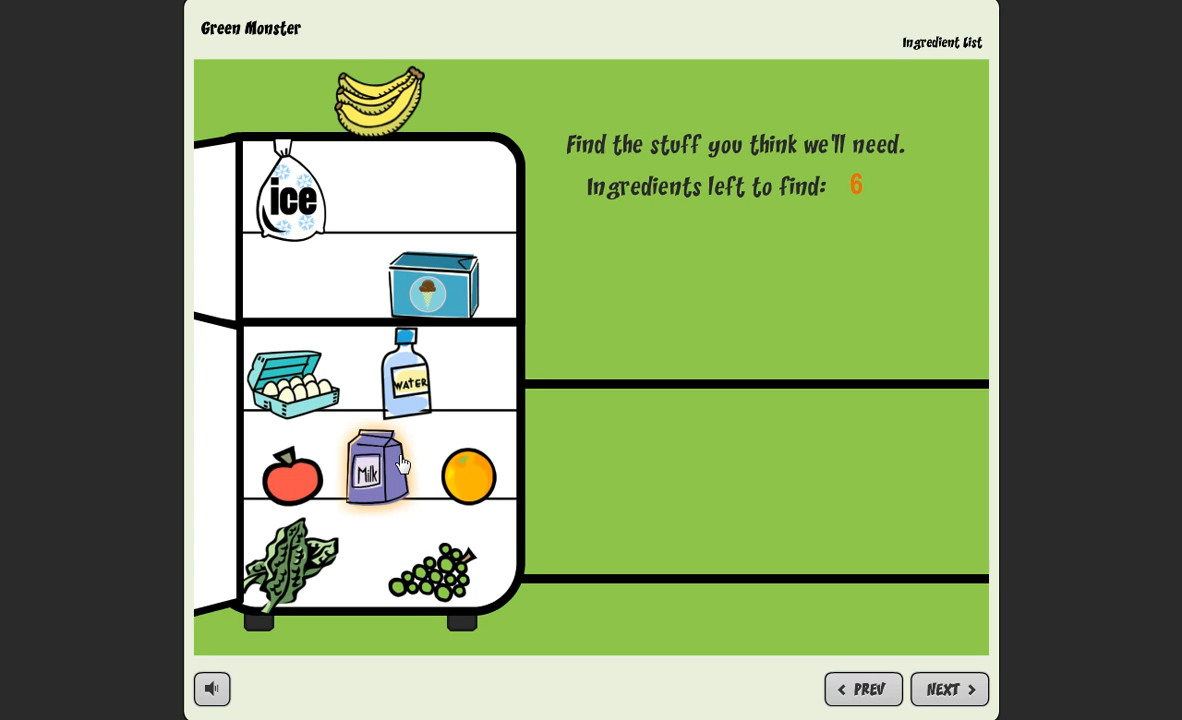 Green Monster
Ingredient List
Find the stuff you think we'll need.
Ingredients left to find: 6
ice
WATER
Milk
< PREV
NEXT >